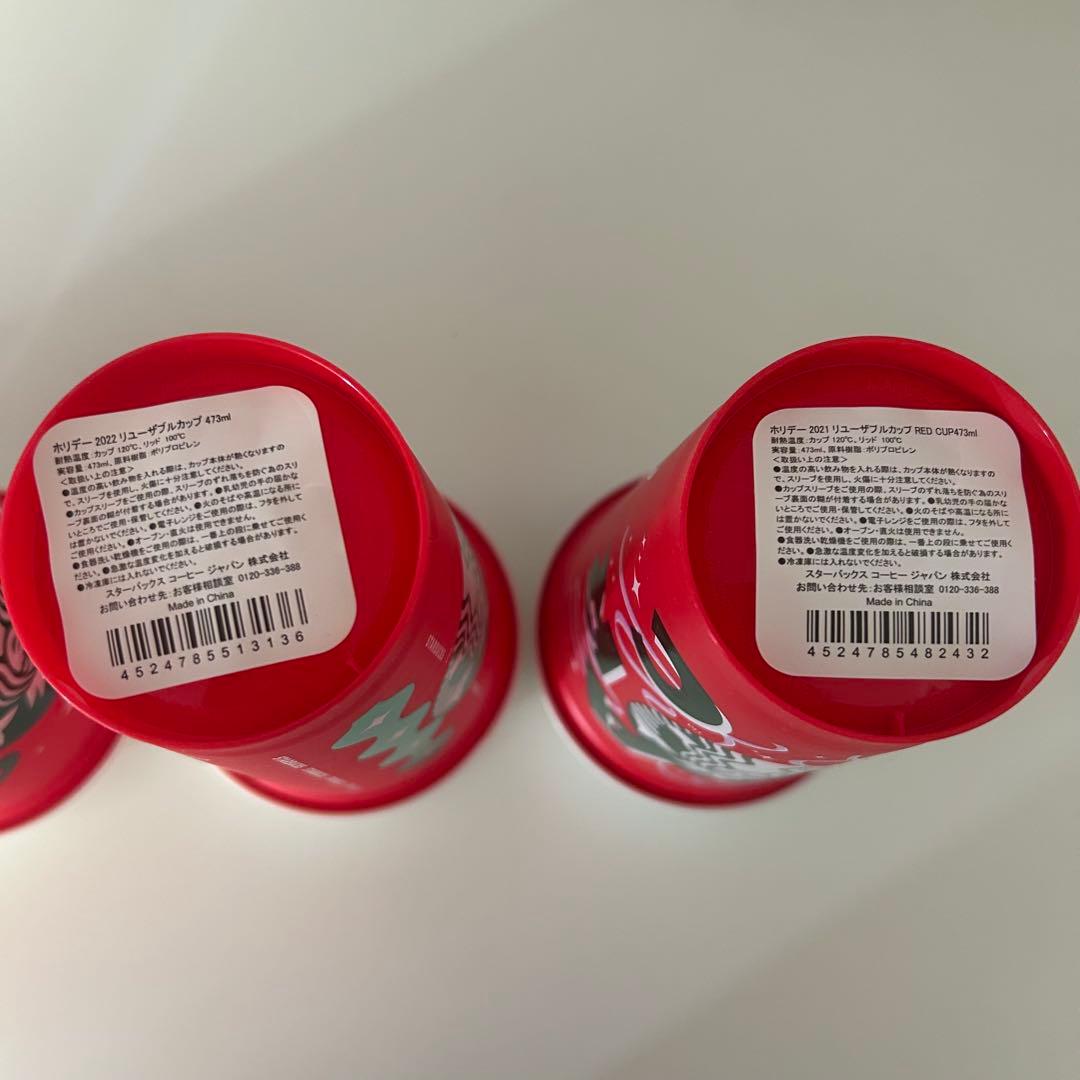 ホリデー 2022 リユーザブルカップ 473ml
耐熱温度:カップ 120℃、リッド 100℃
実容量:473ml、原料樹脂:ポリプロピレン
<取扱い上の注意>
●温度の高い飲み物を入れる際は、カップ本体が熱くなりますの
で、スリーブを使用し、火傷に十分注意してください。
●カップスリーブをご使用の際、スリーブのずれ落ちを防ぐ為のスリ
ーブ裏面の糊が付着する場合があります。●乳幼児の手の届かな
いところでご使用・保管してください。●火のそばや高温になる所に
は置かないでください。●電子レンジをご使用の際は、フタを外して
ご使用ください。●オーブン・直火は使用できません。
●食器洗い乾燥機をご使用の際は、一番上の段に乗せてご使用く
ださい。●急激な温度変化を加えると破損する場合があります。
●冷凍庫には入れないでください。
スターバックス コーヒー ジャパン 株式会社
お問い合わせ先:お客様相談室 0120-336-388
Made in China
4524785513136
STARBUCKS
ホリデー 2021 リユーザブルカップ RED CUP473ml
耐熱温度:カップ 120℃、リッド 100℃
実容量:473ml、原料樹脂:ポリプロピレン
<取扱い上の注意>
●温度の高い飲み物を入れる際は、カップ本体が熱くなりますの
で、スリーブを使用し、火傷に十分注意してください。
●カップスリーブをご使用の際、スリーブのずれ落ちを防ぐ為のスリ
ーブ裏面の糊が付着する場合があります。●乳幼児の手の届かな
いところでご使用・保管してください。●火のそばや高温になる所に
は置かないでください。●電子レンジをご使用の際は、フタを外して
ご使用ください。●オーブン・直火は使用できません。
●食器洗い乾燥機をご使用の際は、一番上の段に乗せてご使用く
ださい。●急激な温度変化を加えると破損する場合があります。
●冷凍庫には入れないでください。
スターバックス コーヒー ジャパン 株式会社
お問い合わせ先:お客様相談室 0120-336-388
Made in China
4524785482432